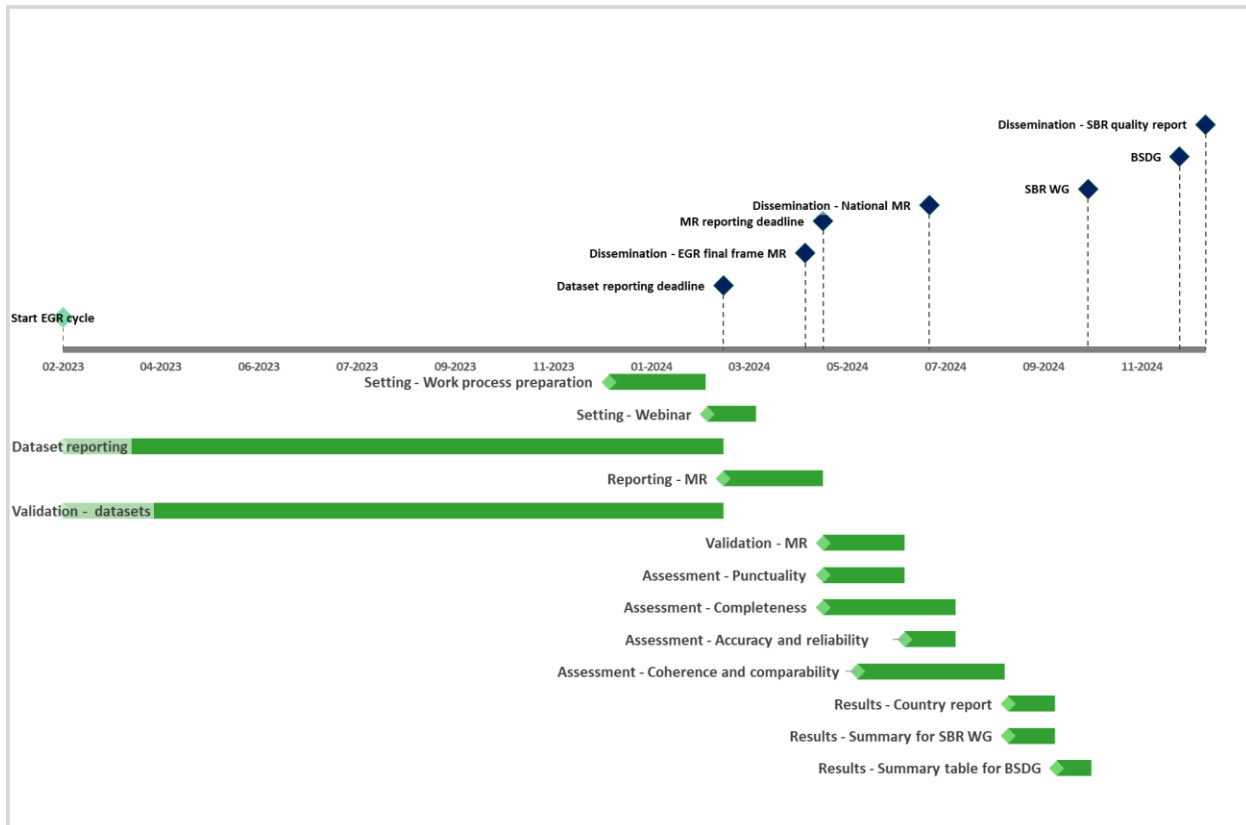 Dissemination - SBR quality report
BSDG
SBR WG
Dissemination - National MR
MR reporting deadline
Dissemination - EGR final frame MR
Dataset reporting deadline
Start EGR cycle
02-2023 04-2023 06-2023 07-2023 09-2023 11-2023 01-2024 03-2024 05-2024 07-2024 09-2024 11-2024
Setting - Work process preparation
Setting - Webinar
Dataset reporting
Reporting - MR
Validation - datasets
Validation - MR
Assessment - Punctuality
Assessment - Completeness
Assessment - Accuracy and reliability
Assessment - Coherence and comparability
Results - Country report
Results - Summary for SBR WG
Results - Summary table for BSDG